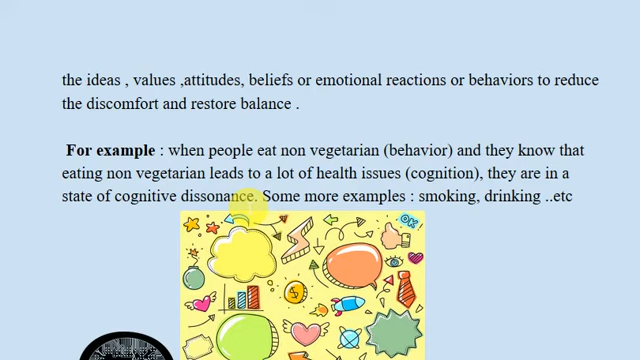 the ideas , values ,attitudes, beliefs or emotional reactions or behaviors to reduce
the discomfort and restore balance .
For example : when people eat non vegetarian (behavior) and they know that
eating non vegetarian leads to a lot of health issues (cognition), they are in a
state of cognitive dissonance. Some more examples : smoking, drinking ..etc
OK!